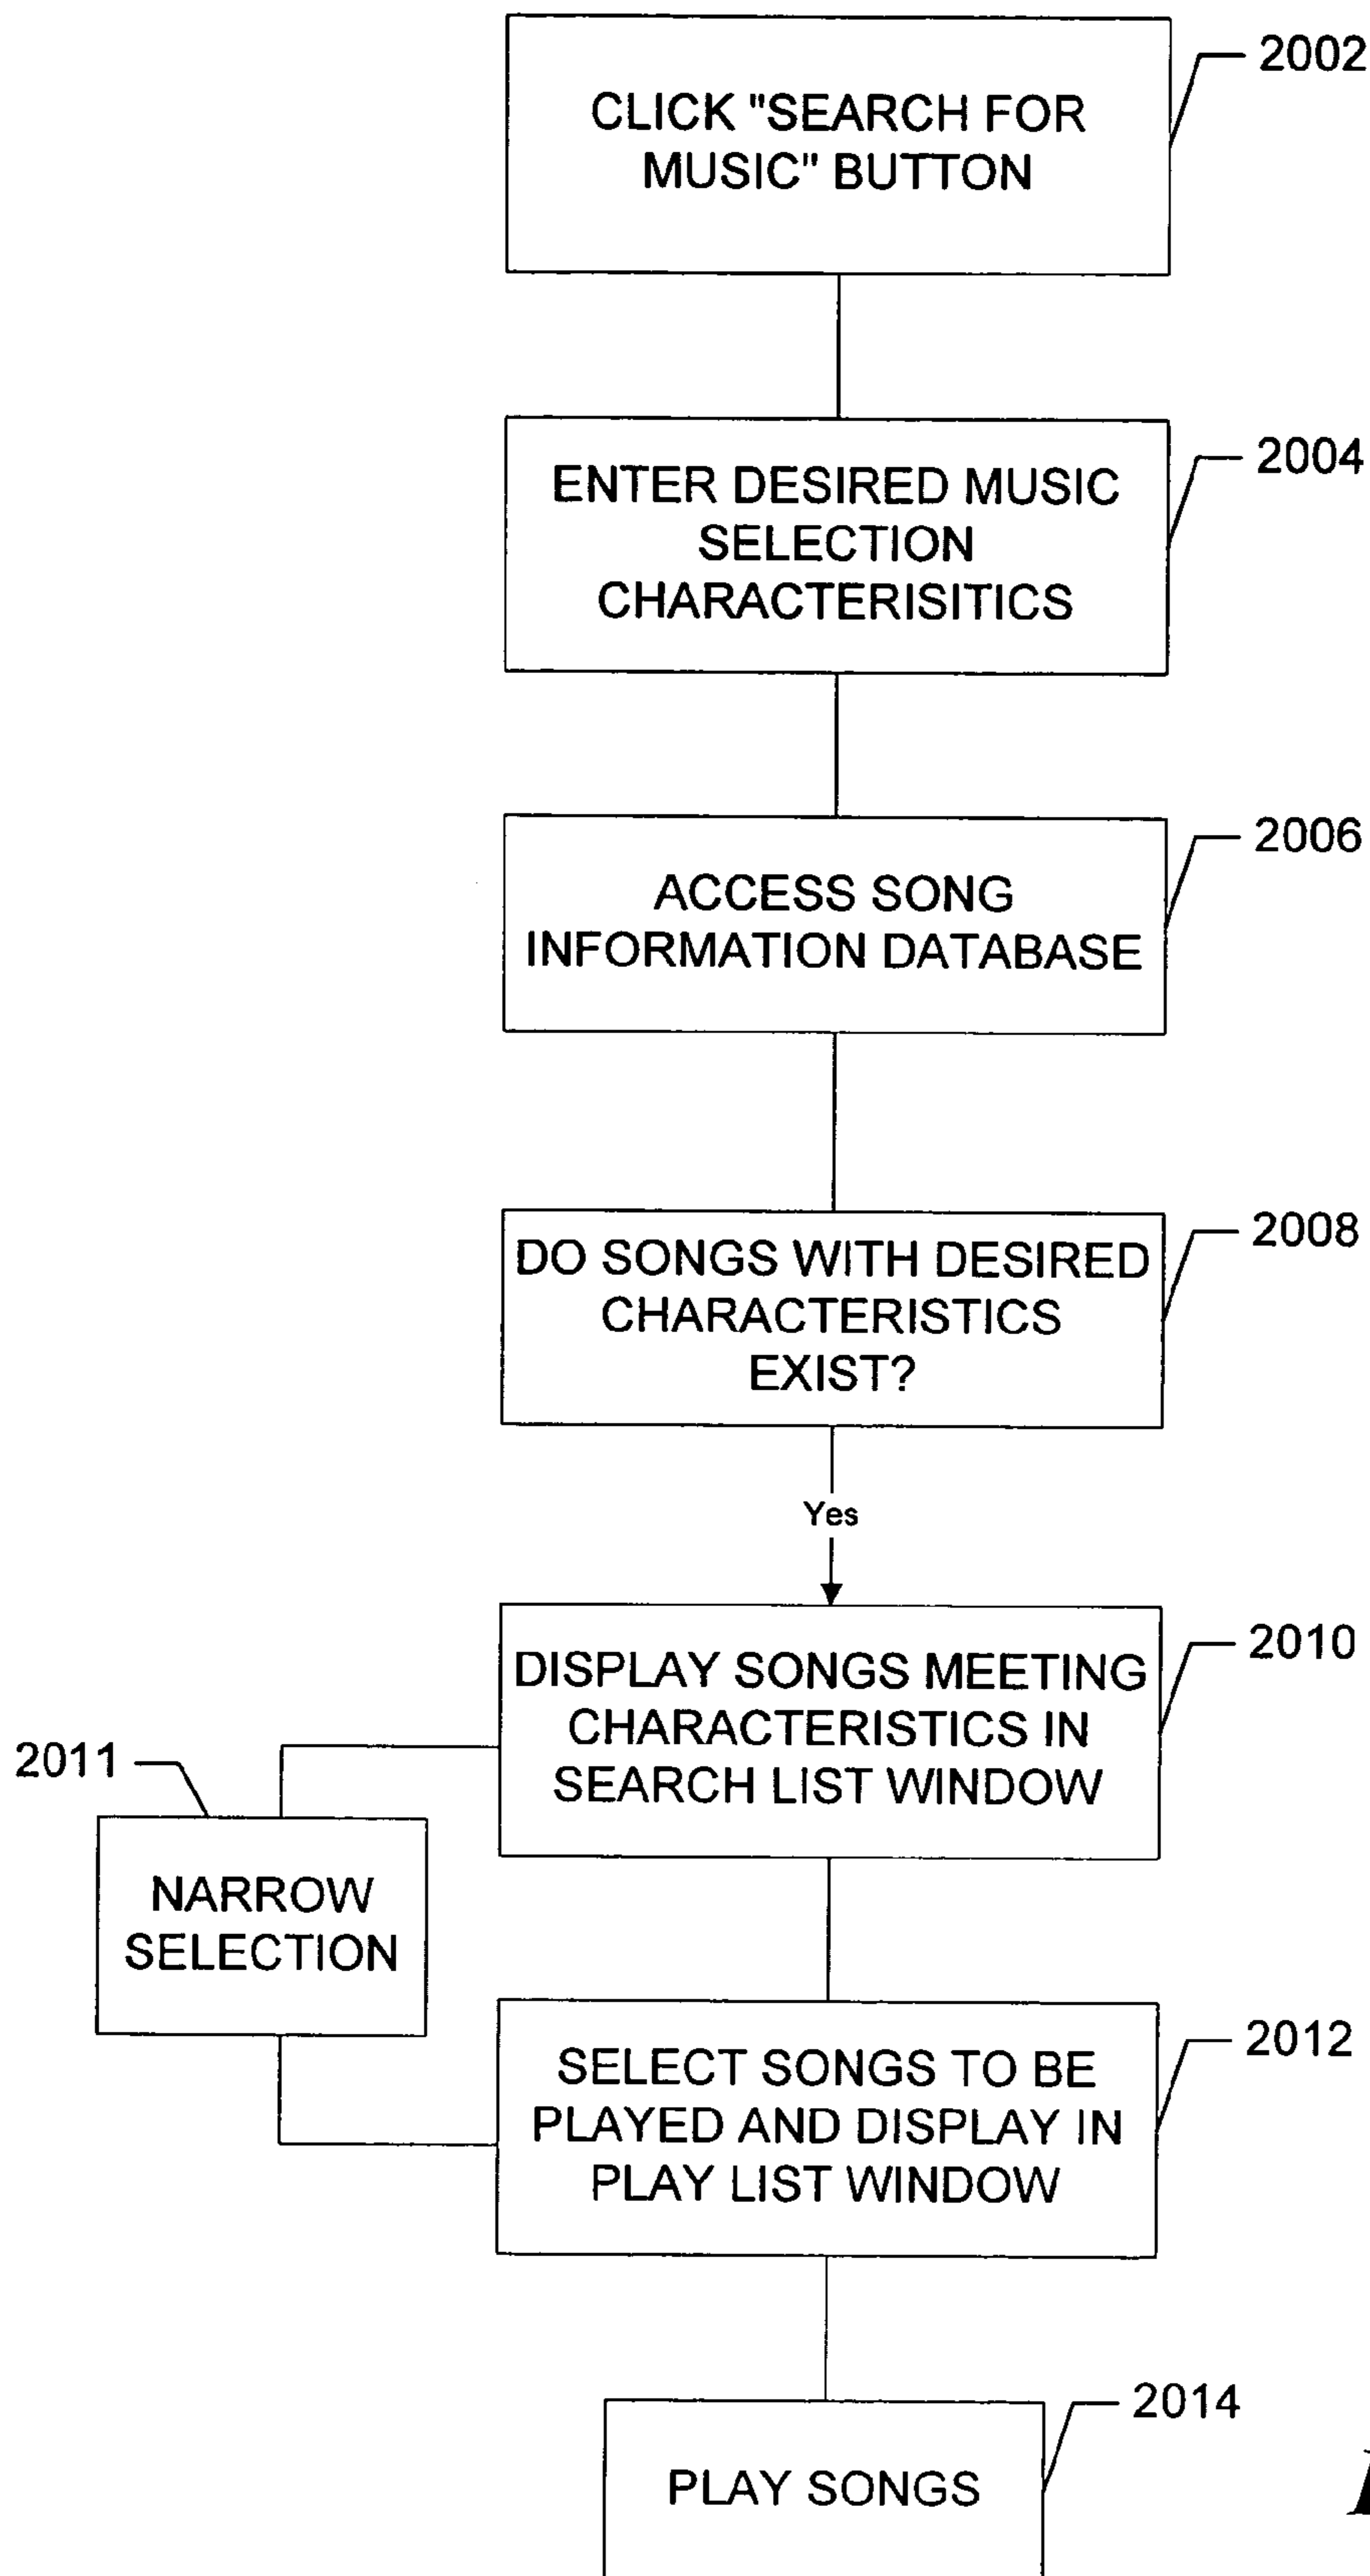 2002
CLICK "SEARCH FOR
MUSIC" BUTTON
2004
ENTER DESIRED MUSIC
SELECTION
CHARACTERISITICS
2006
ACCESS SONG
INFORMATION DATABASE
2008
DO SONGS WITH DESIRED
CHARACTERISTICS
EXIST?
Yes
2010
DISPLAY SONGS MEETING
CHARACTERISTICS IN
SEARCH LIST WINDOW
2011
NARROW
SELECTION
2012
SELECT SONGS TO BE
PLAYED AND DISPLAY IN
PLAY LIST WINDOW
2014
PLAY SONGS